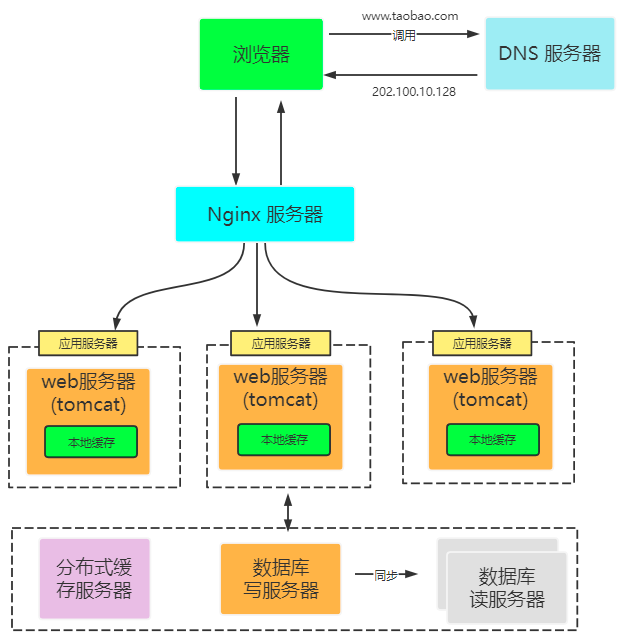 www.taobao.com
浏览器
调用
DNS 服务器
202.100.10.128
Nginx 服务器
应用服务器
应用服务器
应用服务器
web服务器
(tomcat)
本地缓存
web服务器
(tomcat)
本地缓存
web服务器
(tomcat)
本地缓存
分布式缓
存服务器
数据库
写服务器
同步
数据库
读服务器